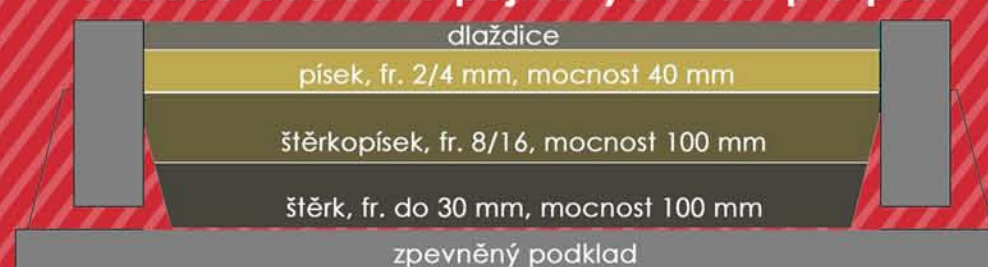 dlaždice
písek, fr. 2/4 mm, mocnost 40 mm
štěrkopísek, fr. 8/16, mocnost 100 mm
štěrk, fr. do 30 mm, mocnost 100 mm
zpevněný podklad